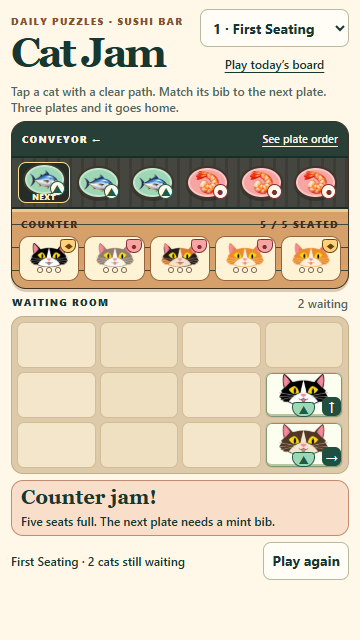 DAILY PUZZLES · SUSHI BAR
Cat Jam
1 · First Seating
Play today's board
Tap a cat with a clear path. Match its bib to the next plate.
Three plates and it goes home.
CONVEYOR ←
See plate order
NEXT
COUNTER
5 / 5 SEATED
WAITING ROOM
2 waiting
↑
→
Counter jam!
Five seats full. The next plate needs a mint bib.
First Seating · 2 cats still waiting
Play again